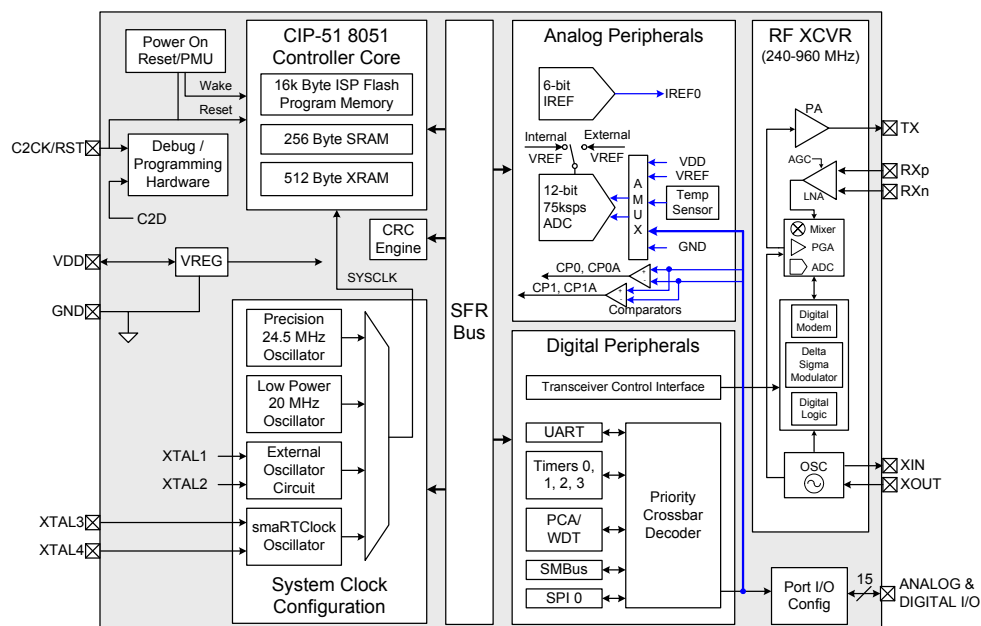 Power On
Reset/PMU
Wake
Reset
C2CK/RST
Debug /
Programming
Hardware
C2D
VDD
VREG
GND
CIP-51 8051
Controller Core
16k Byte ISP Flash
Program Memory
256 Byte SRAM
512 Byte XRAM
CRC
Engine
SYSCLK
Precision
24.5 MHz
Oscillator
Low Power
20 MHz
Oscillator
XTAL1
XTAL2
External
Oscillator
Circuit
XTAL3
XTAL4
smaRTClock
Oscillator
System Clock
Configuration
SFR
Bus
Analog Peripherals
6-bit
IREF
IREF0
Internal
VREF
External
VREF
12-bit
75ksps
ADC
A
M
U
X
VDD
VREF
Temp
Sensor
GND
CP0, CP0A
+
-
CP1, CP1A
+
-
Comparators
Digital Peripherals
Transceiver Control Interface
UART
Timers 0,
1, 2, 3
PCA/
WDT
SMBus
SPI 0
Priority
Crossbar
Decoder
RF XCVR
(240-960 MHz)
PA
TX
AGC
LNA
RXp
RXn
Mixer
PGA
ADC
Digital
Modem
Delta
Sigma
Modulator
Digital
Logic
OSC
XIN
XOUT
Port I/O
Config
15
ANALOG &
DIGITAL I/O